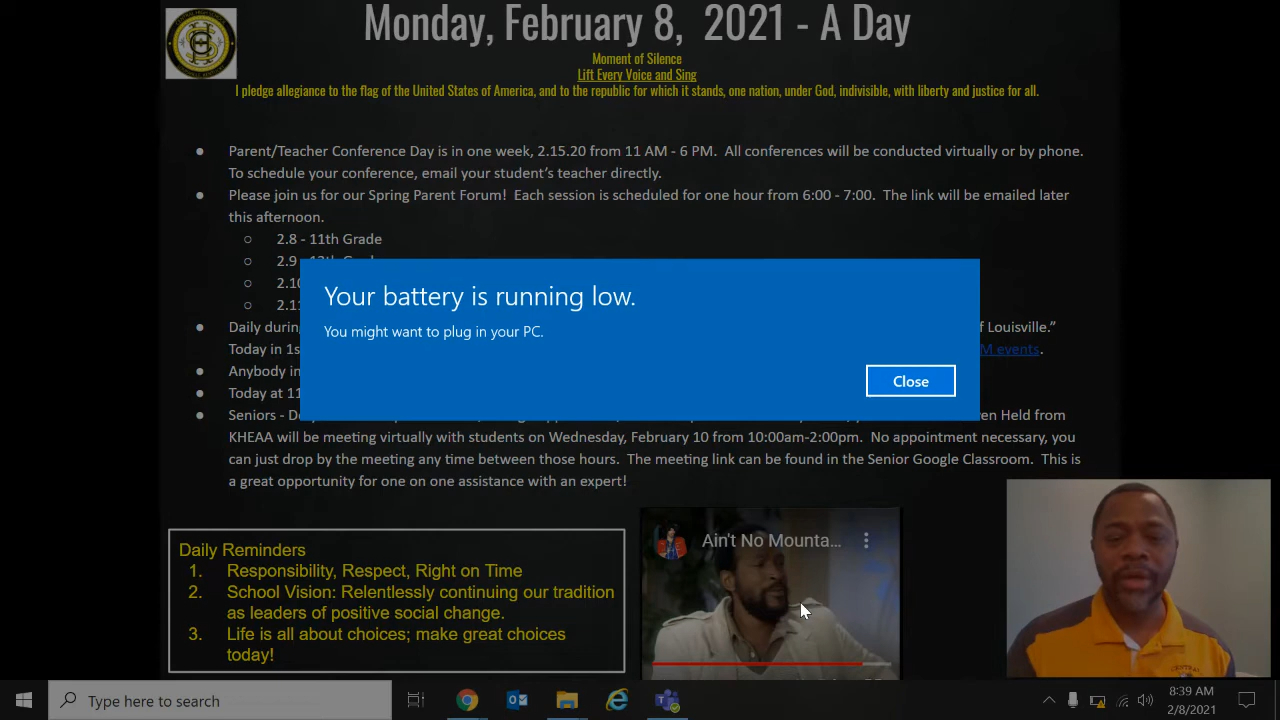 Monday, February 8, 2021 - A Day
Moment of Silence
Lift Every Voice and Sing
I pledge allegiance to the flag of the United States of America, and to the republic for which it stands, one nation, under God, indivisible, with liberty and justice for all.
● Parent/Teacher Conference Day is in one week, 2.15.20 from 11 AM - 6 PM. All conferences will be conducted virtually or by phone.
To schedule your conference, email your student's teacher directly.
● Please join us for our Spring Parent Forum! Each session is scheduled for one hour from 6:00 - 7:00. The link will be emailed later
this afternoon.
○ 2.8 - 11th Grade
○ 2.9 - 12th Grade
○ 2.10
○ 2.11
● Daily during f Louisville."
Today in 1s M events.
● Anybody in
● Today at 11
● Seniors - en Held from
KHEAA will be meeting virtually with students on Wednesday, February 10 from 10:00am-2:00pm. No appointment necessary, you
can just drop by the meeting any time between those hours. The meeting link can be found in the Senior Google Classroom. This is
a great opportunity for one on one assistance with an expert!
Your battery is running low.
You might want to plug in your PC.
Close
Daily Reminders
1. Responsibility, Respect, Right on Time
2. School Vision: Relentlessly continuing our tradition
as leaders of positive social change.
3. Life is all about choices; make great choices
today!
Ain't No Mounta...
CENTRAL
Type here to search
8:39 AM
2/8/2021